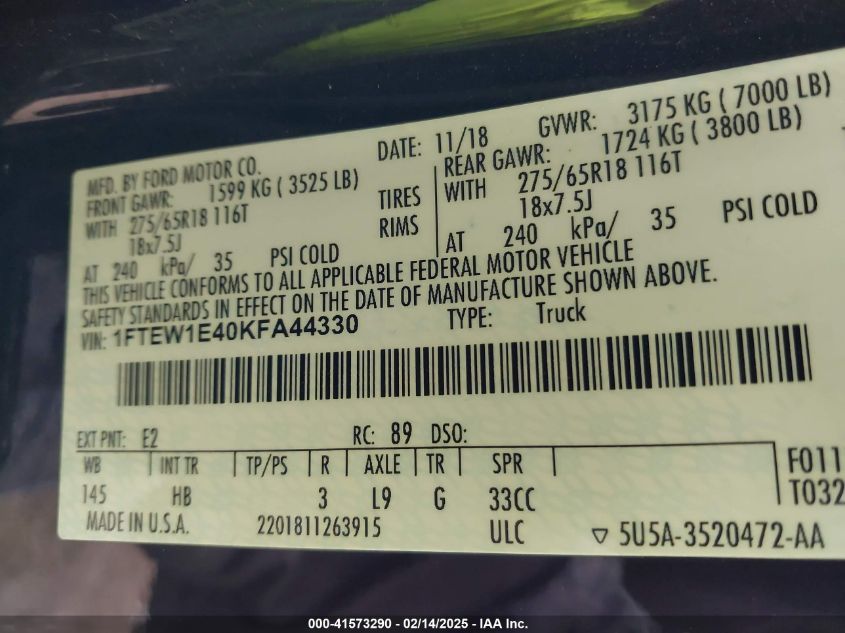 MFD. BY FORD MOTOR CO.
DATE: 11/18 GVWR: 3175 KG ( 7000 LB)
FRONT GAWR: 1599 KG ( 3525 LB)
REAR GAWR: 1724 KG ( 3800 LB)
WITH 275/65R18 116T TIRES WITH 275/65R18 116T
18x7.5J RIMS 18x7.5J
AT 240 kPa/ 35 PSI COLD AT 240 kPa/ 35 PSI COLD
THIS VEHICLE CONFORMS TO ALL APPLICABLE FEDERAL MOTOR VEHICLE
SAFETY STANDARDS IN EFFECT ON THE DATE OF MANUFACTURE SHOWN ABOVE.
VIN: 1FTEW1E40KFA44330 TYPE: Truck
EXT PNT: E2 RC: 89 DSO:
WB INT TR TP/PS R AXLE TR SPR F011
145 HB 3 L9 G 33CC T032
MADE IN U.S.A. 2201811263915 ULC ▽ 5U5A-3520472-AA
000-41573290 - 02/14/2025 - IAA Inc.